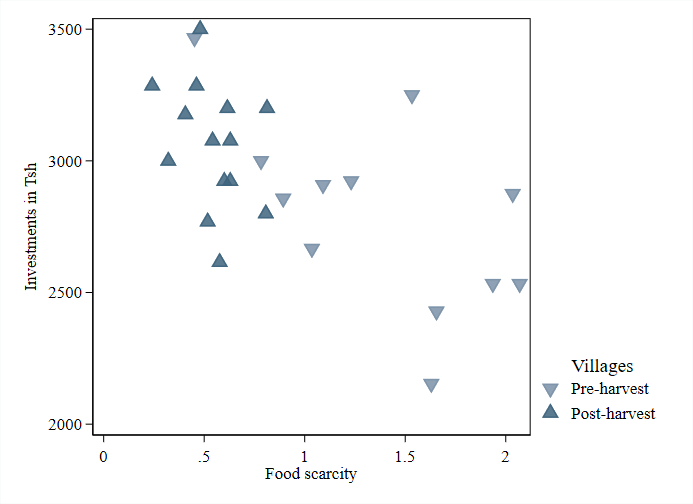 3500
3000
2500
2000
Investments in Tsh
0
.5
1
1.5
2
Food scarcity
Villages
Pre-harvest
Post-harvest